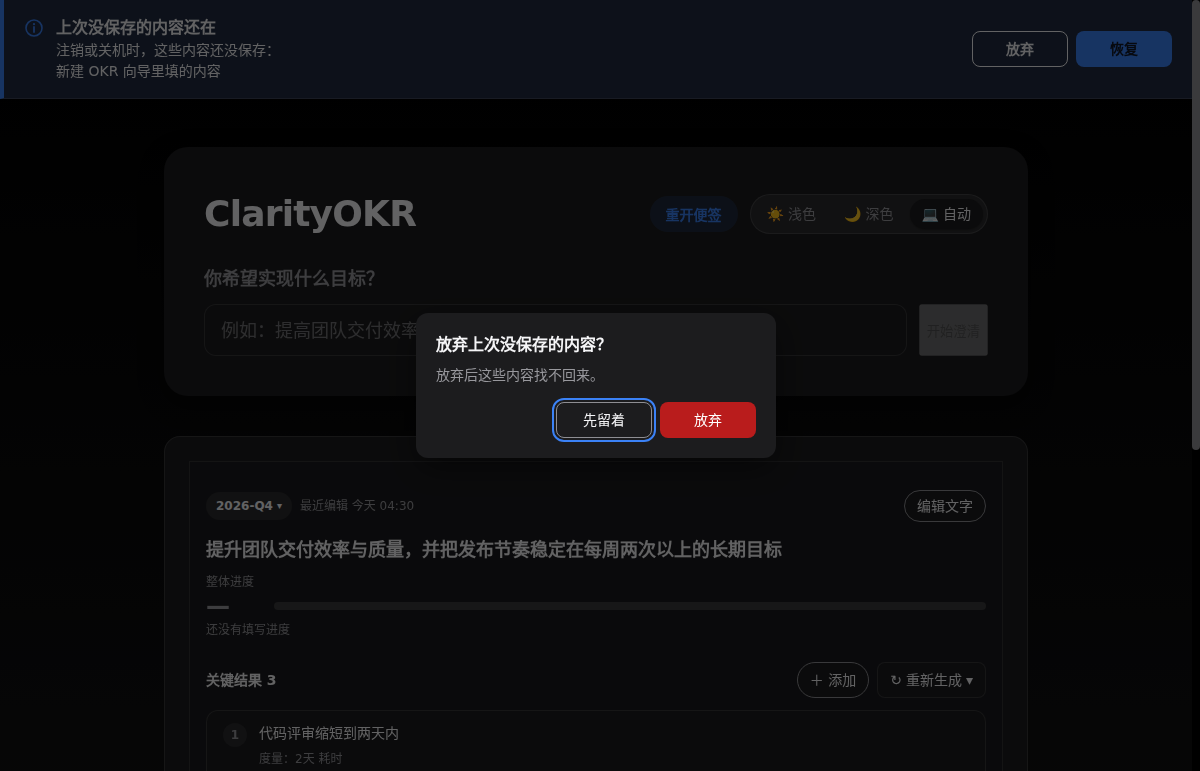 上次没保存的内容还在
注销或关机时，这些内容还没保存：
新建 OKR 向导里填的内容
放弃
恢复
ClarityOKR
重开便签
☀️ 浅色
🌙 深色
💻 自动
你希望实现什么目标？
例如：提高团队交付效率
开始澄清
放弃上次没保存的内容？
放弃后这些内容找不回来。
先留着
放弃
2026-Q4 ▾
最近编辑 今天 04:30
编辑文字
提升团队交付效率与质量，并把发布节奏稳定在每周两次以上的长期目标
整体进度
—
还没有填写进度
关键结果 3
＋ 添加
↻ 重新生成 ▾
1
代码评审缩短到两天内
度量：2天 耗时